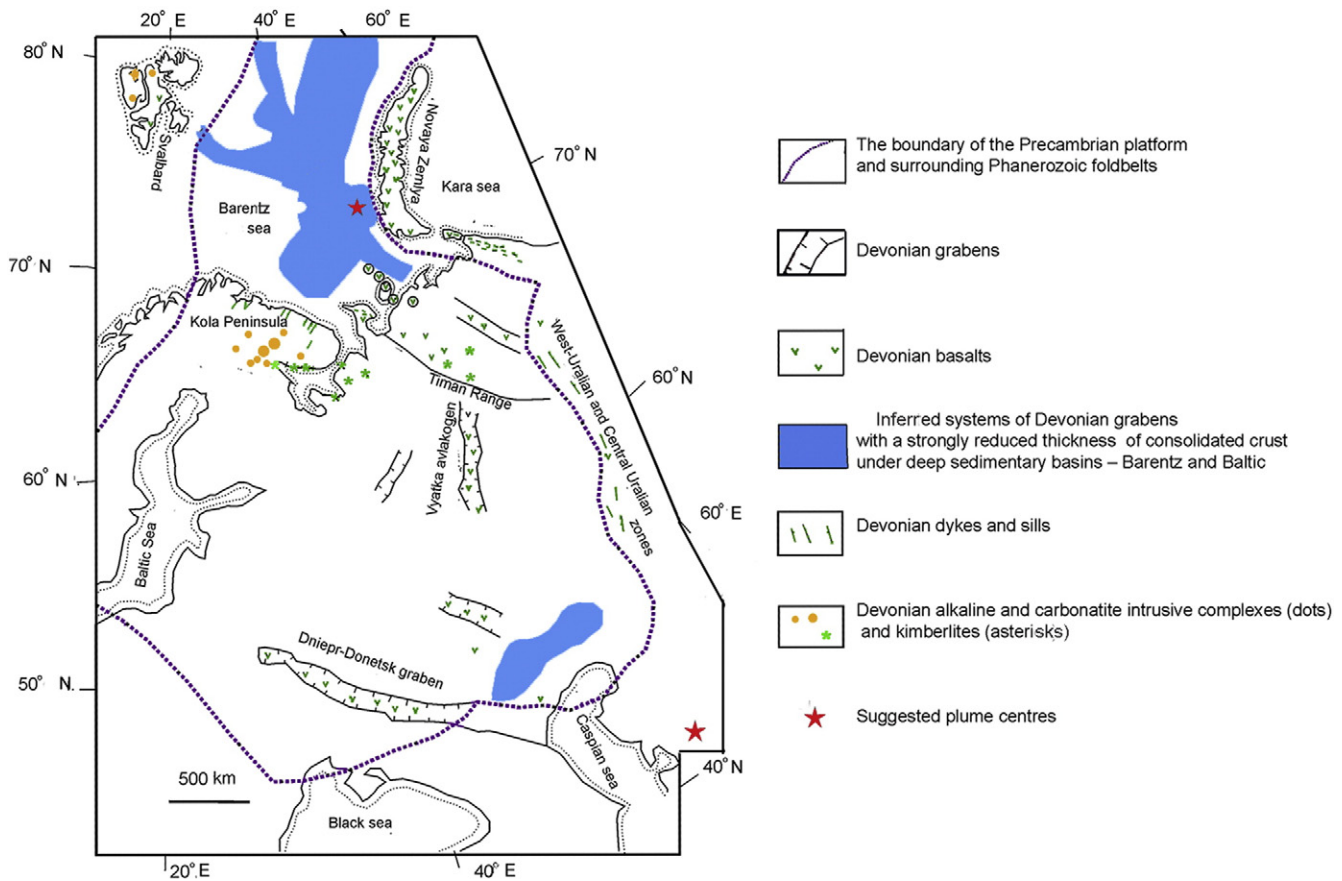 20° E
40° E
60° E
80° N
Svalbard
Novaya Zemlya
Kara sea
70° N
Barentz
sea
70° N
Kola Peninsula
Timan Range
West-Uralian and Central Uralian
zones
60° N
Vyatka avlakogen
60° N
60° E
Baltic Sea
Dniepr-Donetsk graben
50° N.
Caspian sea
40° N
500 km
Black sea
20° E
40° E
The boundary of the Precambrian platform
and surrounding Phanerozoic foldbelts
Devonian grabens
Devonian basalts
Inferred systems of Devonian grabens
with a strongly reduced thickness of consolidated crust
under deep sedimentary basins – Barentz and Baltic
Devonian dykes and sills
Devonian alkaline and carbonatite intrusive complexes (dots)
and kimberlites (asterisks)
Suggested plume centres